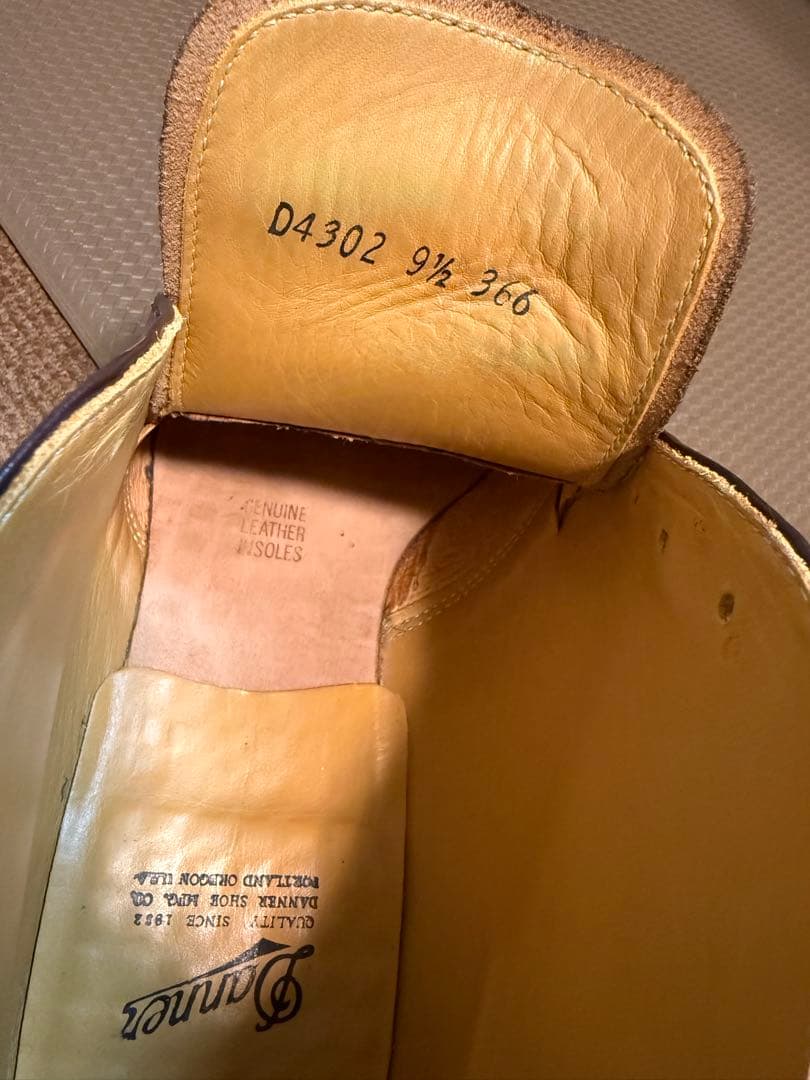 D4302 9½ 366
GENUINE
LEATHER
INSOLES
Danner
QUALITY SINCE 1932
DANNER SHOE MFG. CO.
PORTLAND OREGON U.S.A.